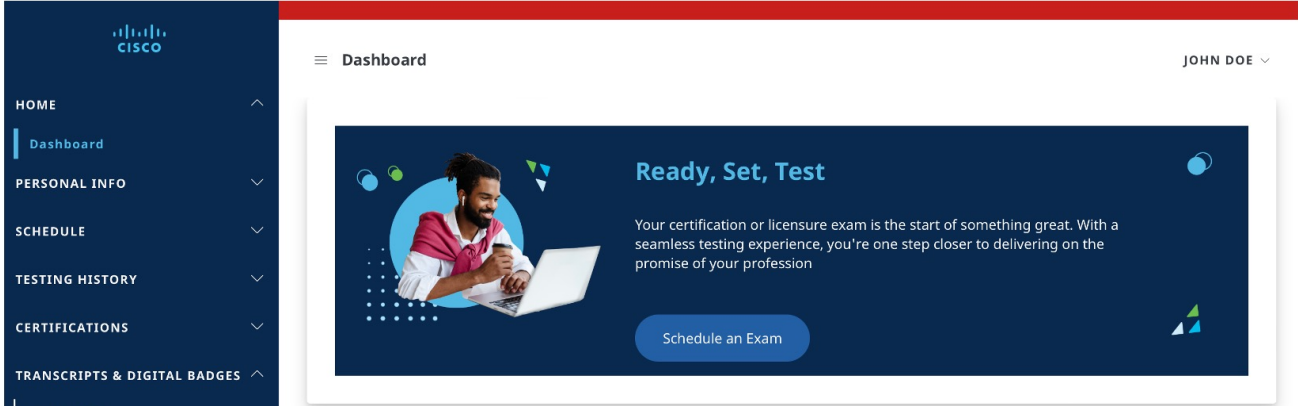 CISCO
HOME
Dashboard
PERSONAL INFO
SCHEDULE
TESTING HISTORY
CERTIFICATIONS
TRANSCRIPTS & DIGITAL BADGES
Dashboard
JOHN DOE
Ready, Set, Test
Your certification or licensure exam is the start of something great. With a
seamless testing experience, you're one step closer to delivering on the
promise of your profession
Schedule an Exam